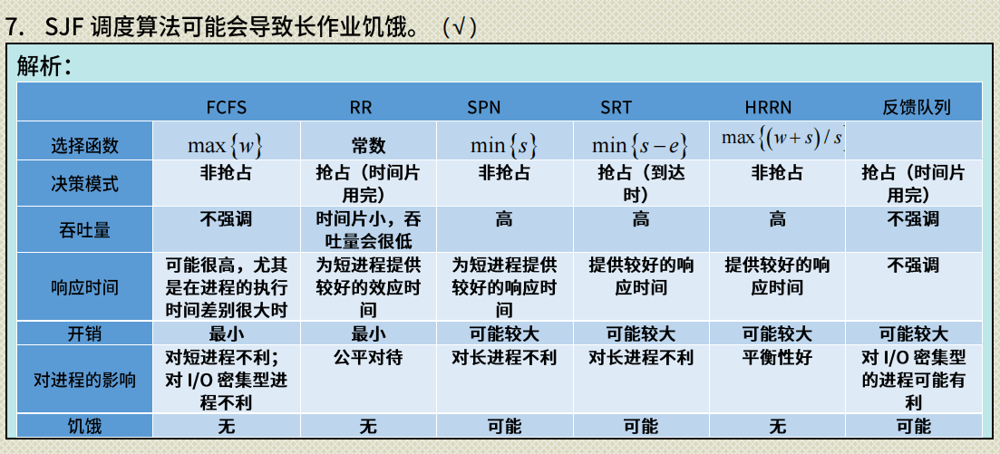 7. SJF 调度算法可能会导致长作业饥饿。（√）
解析：
FCFS RR SPN SRT HRRN 反馈队列
选择函数 max{w} 常数 min{s} min{s-e} max{(w+s)/s}
决策模式 非抢占 抢占（时间片用完） 非抢占 抢占（到达时） 非抢占 抢占（时间片用完）
吞吐量 不强调 时间片小，吞吐量会很低 高 高 高 不强调
响应时间 可能很高，尤其是在进程的执行时间差别很大时 为短进程提供较好的效应时间 为短进程提供较好的响应时间 提供较好的响应时间 提供较好的响应时间 不强调
开销 最小 最小 可能较大 可能较大 可能较大 可能较大
对进程的影响 对短进程不利；对 I/O 密集型进程不利 公平对待 对长进程不利 对长进程不利 平衡性好 对 I/O 密集型的进程可能有利
饥饿 无 无 可能 可能 无 可能